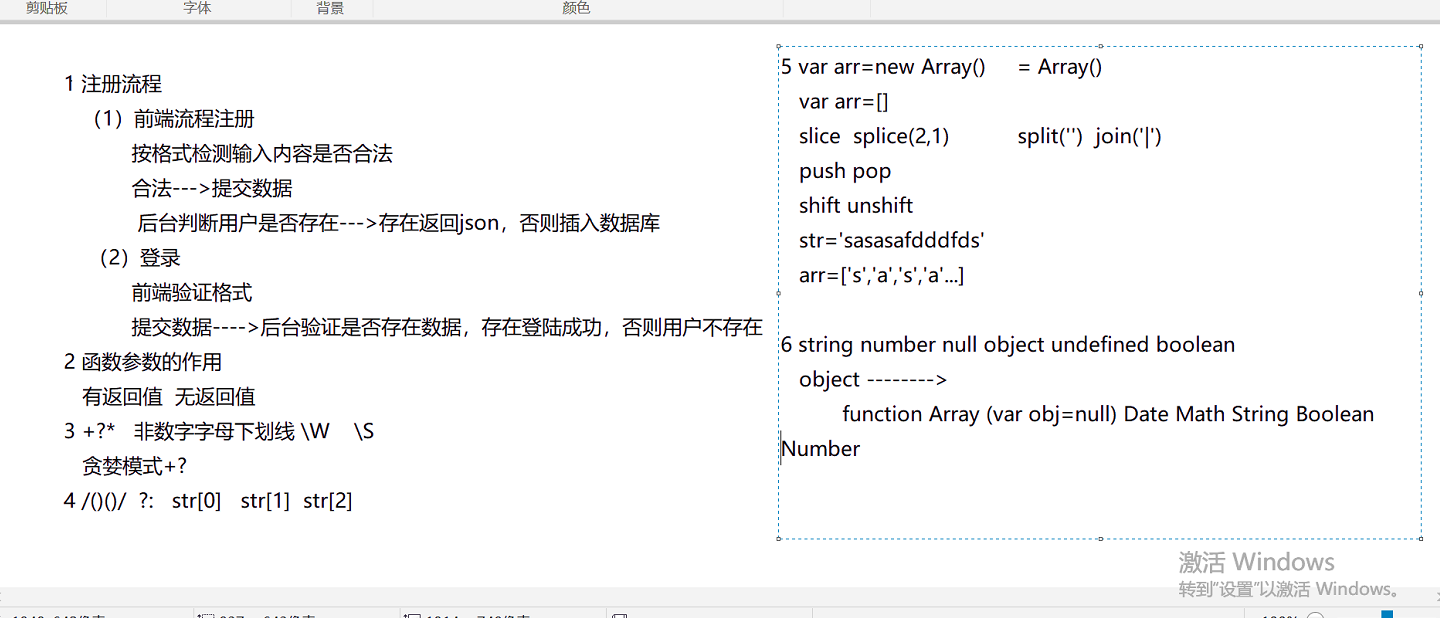 剪贴板
字体
背景
颜色
1 注册流程
（1）前端流程注册
按格式检测输入内容是否合法
合法--->提交数据
后台判断用户是否存在--->存在返回json，否则插入数据库
（2）登录
前端验证格式
提交数据---->后台验证是否存在数据，存在登陆成功，否则用户不存在
2 函数参数的作用
有返回值 无返回值
3 +?* 非数字字母下划线 \W \S
贪婪模式+?
4 /()()/ ?: str[0] str[1] str[2]
5 var arr=new Array() = Array()
var arr=[]
slice splice(2,1) split('') join('|')
push pop
shift unshift
str='sasasafdddfds'
arr=['s','a','s','a'...]
6 string number null object undefined boolean
object -------->
function Array (var obj=null) Date Math String Boolean
Number
激活 Windows
转到“设置”以激活 Windows。